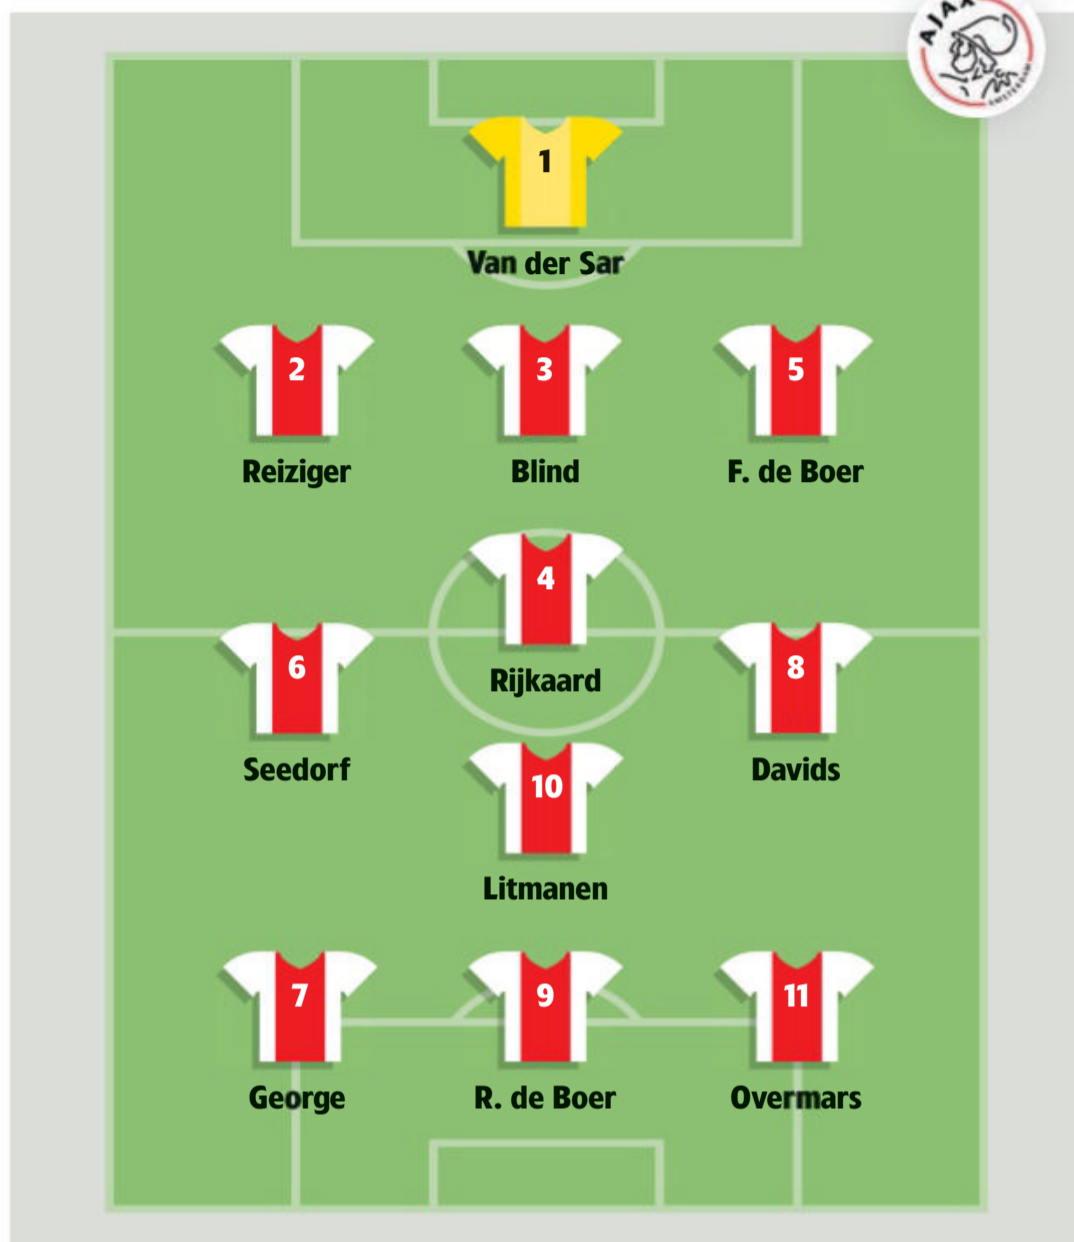 AJAX
AMSTERDAM
1
Van der Sar
2
3
5
Reiziger
Blind
F. de Boer
4
Rijkaard
6
8
Seedorf
Davids
10
Litmanen
7
9
11
George
R. de Boer
Overmars